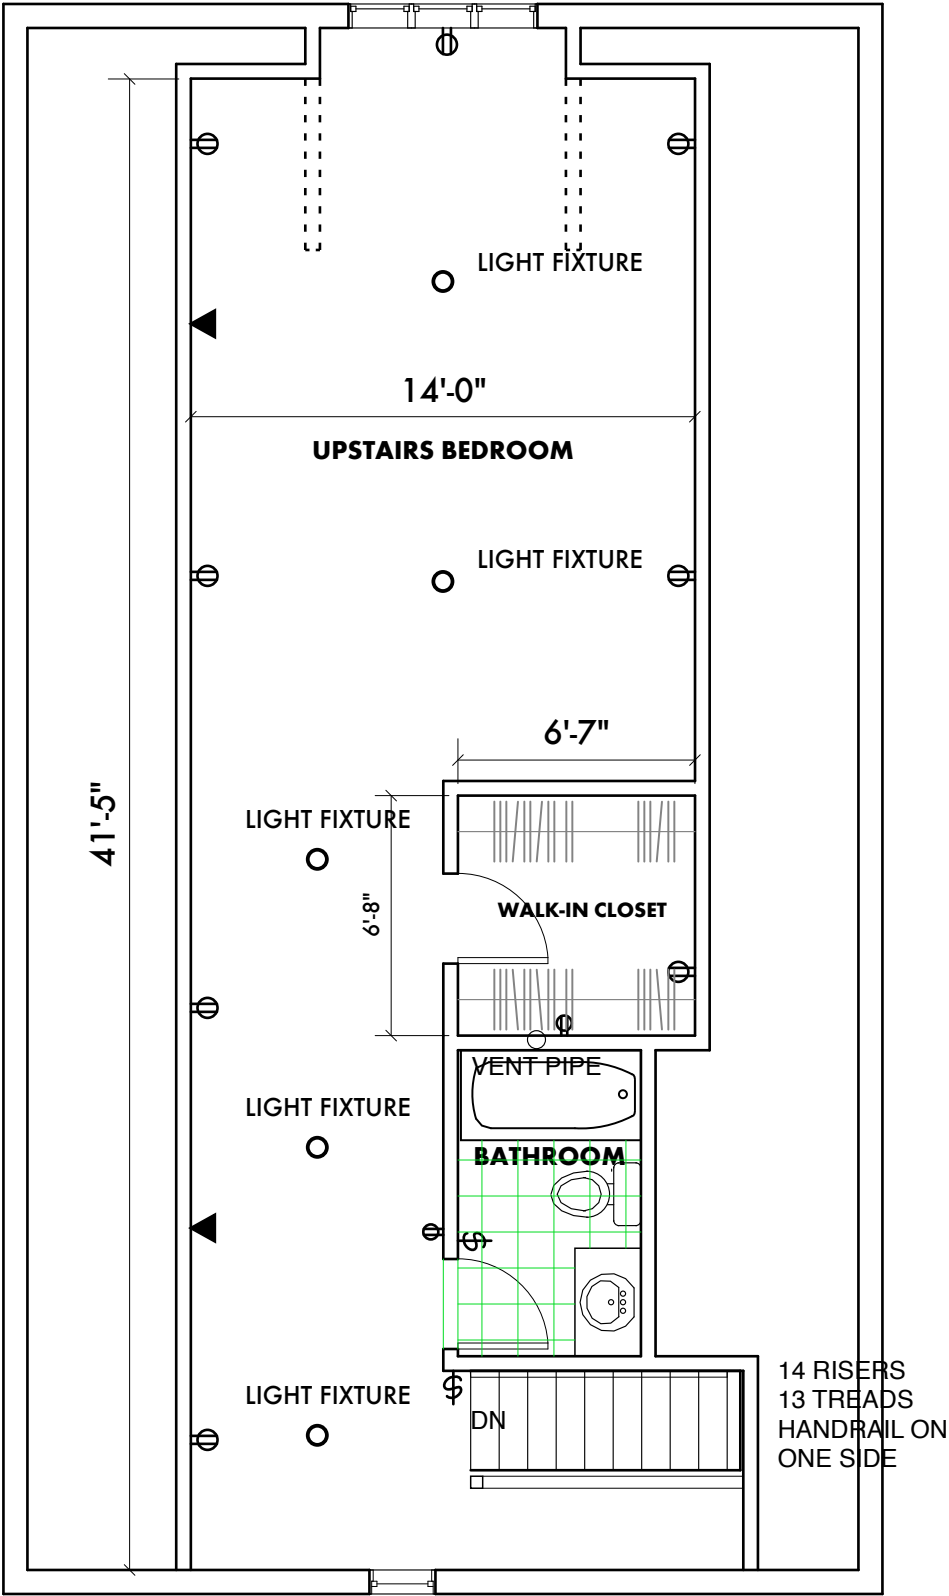 LIGHT FIXTURE
14'-0"
UPSTAIRS BEDROOM
LIGHT FIXTURE
6'-7"
41'-5"
LIGHT FIXTURE
6'-8"
WALK-IN CLOSET
VENT PIPE
LIGHT FIXTURE
BATHROOM
LIGHT FIXTURE
DN
14 RISERS
13 TREADS
HANDRAIL ON
ONE SIDE